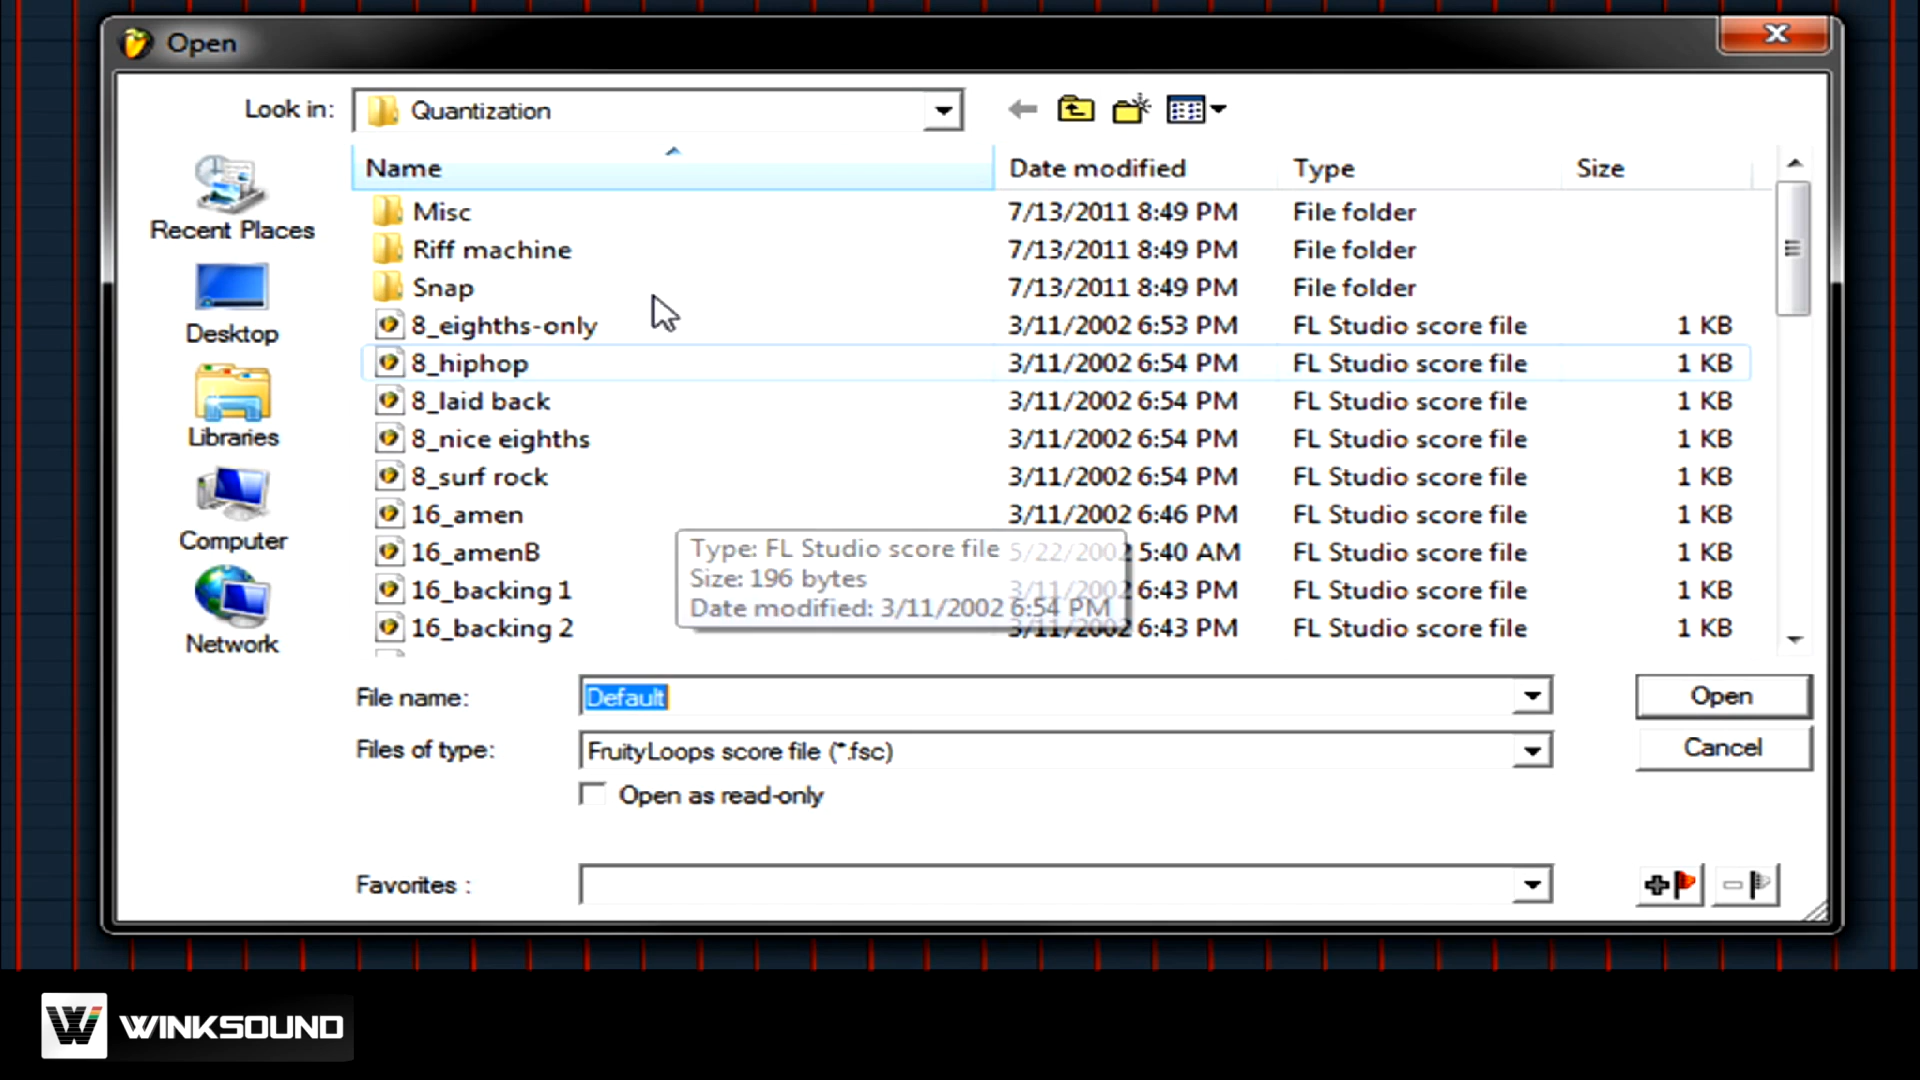 Open
Look in: Quantization
Name Date modified Type Size
Misc 7/13/2011 8:49 PM File folder
Riff machine 7/13/2011 8:49 PM File folder
Snap 7/13/2011 8:49 PM File folder
8_eighths-only 3/11/2002 6:53 PM FL Studio score file 1 KB
8_hiphop 3/11/2002 6:54 PM FL Studio score file 1 KB
8_laid back 3/11/2002 6:54 PM FL Studio score file 1 KB
8_nice eighths 3/11/2002 6:54 PM FL Studio score file 1 KB
8_surf rock 3/11/2002 6:54 PM FL Studio score file 1 KB
16_amen 3/11/2002 6:46 PM FL Studio score file 1 KB
16_amenB 5/22/2002 5:40 AM FL Studio score file 1 KB
16_backing 1 3/11/2002 6:43 PM FL Studio score file 1 KB
16_backing 2 3/11/2002 6:43 PM FL Studio score file 1 KB
Type: FL Studio score file
Size: 196 bytes
Date modified: 3/11/2002 6:54 PM
Recent Places
Desktop
Libraries
Computer
Network
File name: Default Open
Files of type: FruityLoops score file (*.fsc) Cancel
Open as read-only
Favorites :
W WINKSOUND